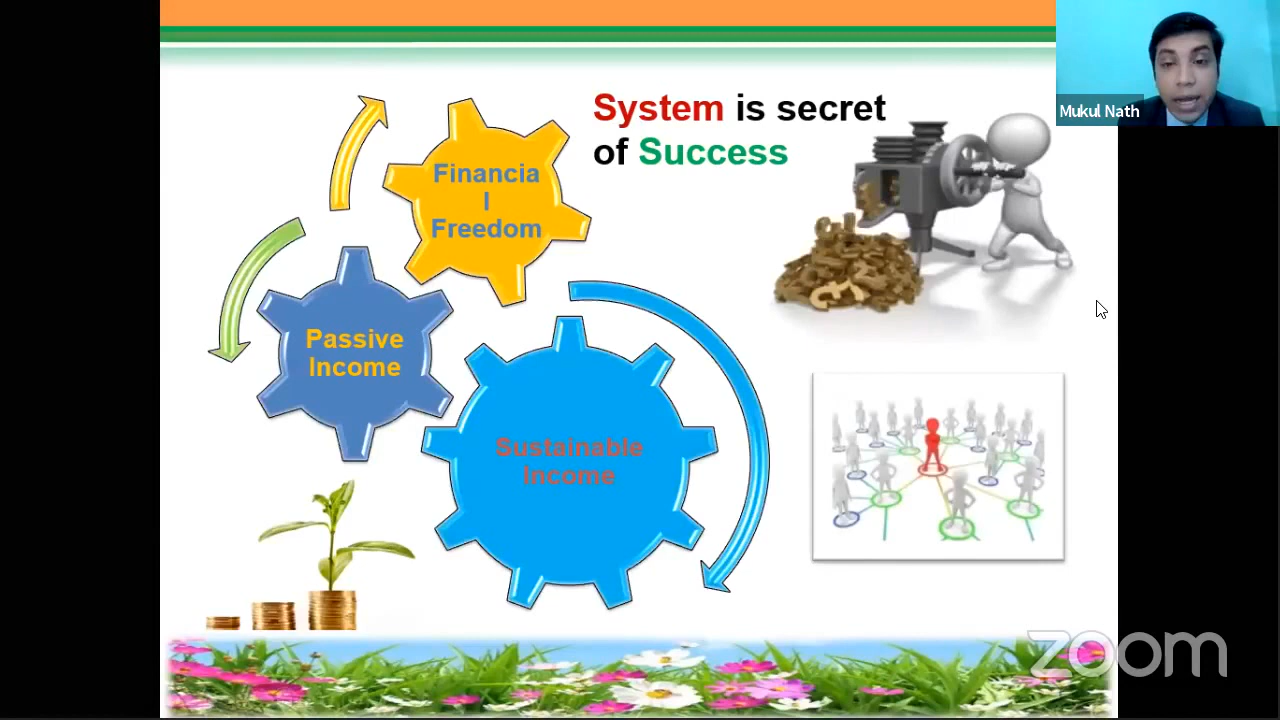 System is secret
of Success
Mukul Nath
Financia
l
Freedom
Passive
Income
Sustainable
Income
zoom